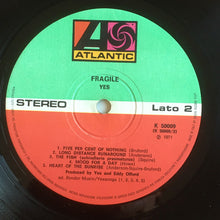 ATLANTIC
FRAGILE
YES
K 50009
(K 50009/2)
STEREO
Lato 2
℗ 1971
1. FIVE PER CENT OF NOTHING (Bruford)
2. LONG DISTANCE RUNAROUND (Anderson)
3. THE FISH (schindleria praematurus) (Squire)
4. MOOD FOR A DAY (Howe)
5. HEART OF THE SUNRISE (Anderson-Squire-Bruford)
Produced by Yes and Eddy Offord